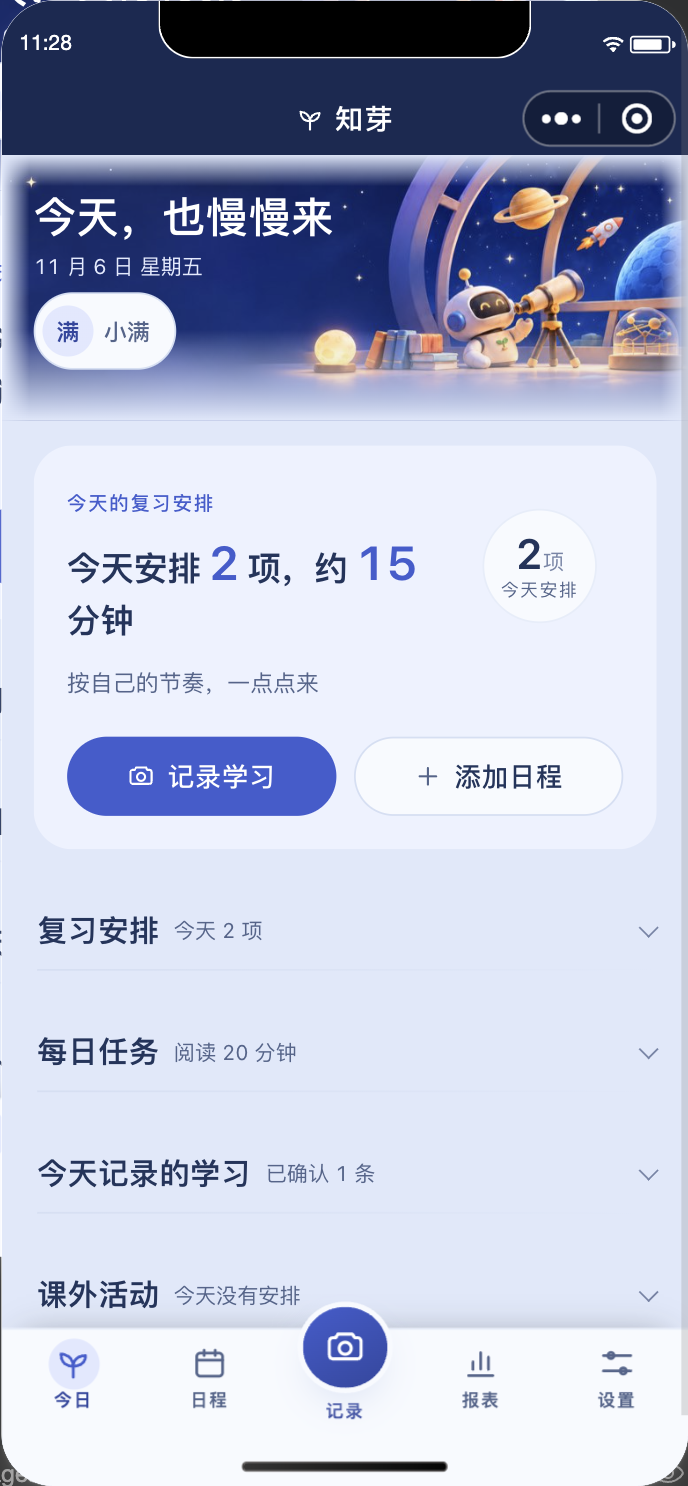 11:28
知芽
今天，也慢慢来
11 月 6 日 星期五
满 小满
今天的复习安排
今天安排 2 项，约 15
分钟
2项
今天安排
按自己的节奏，一点点来
记录学习
添加日程
复习安排 今天 2 项
每日任务 阅读 20 分钟
今天记录的学习 已确认 1 条
课外活动 今天没有安排
今日
日程
记录
报表
设置